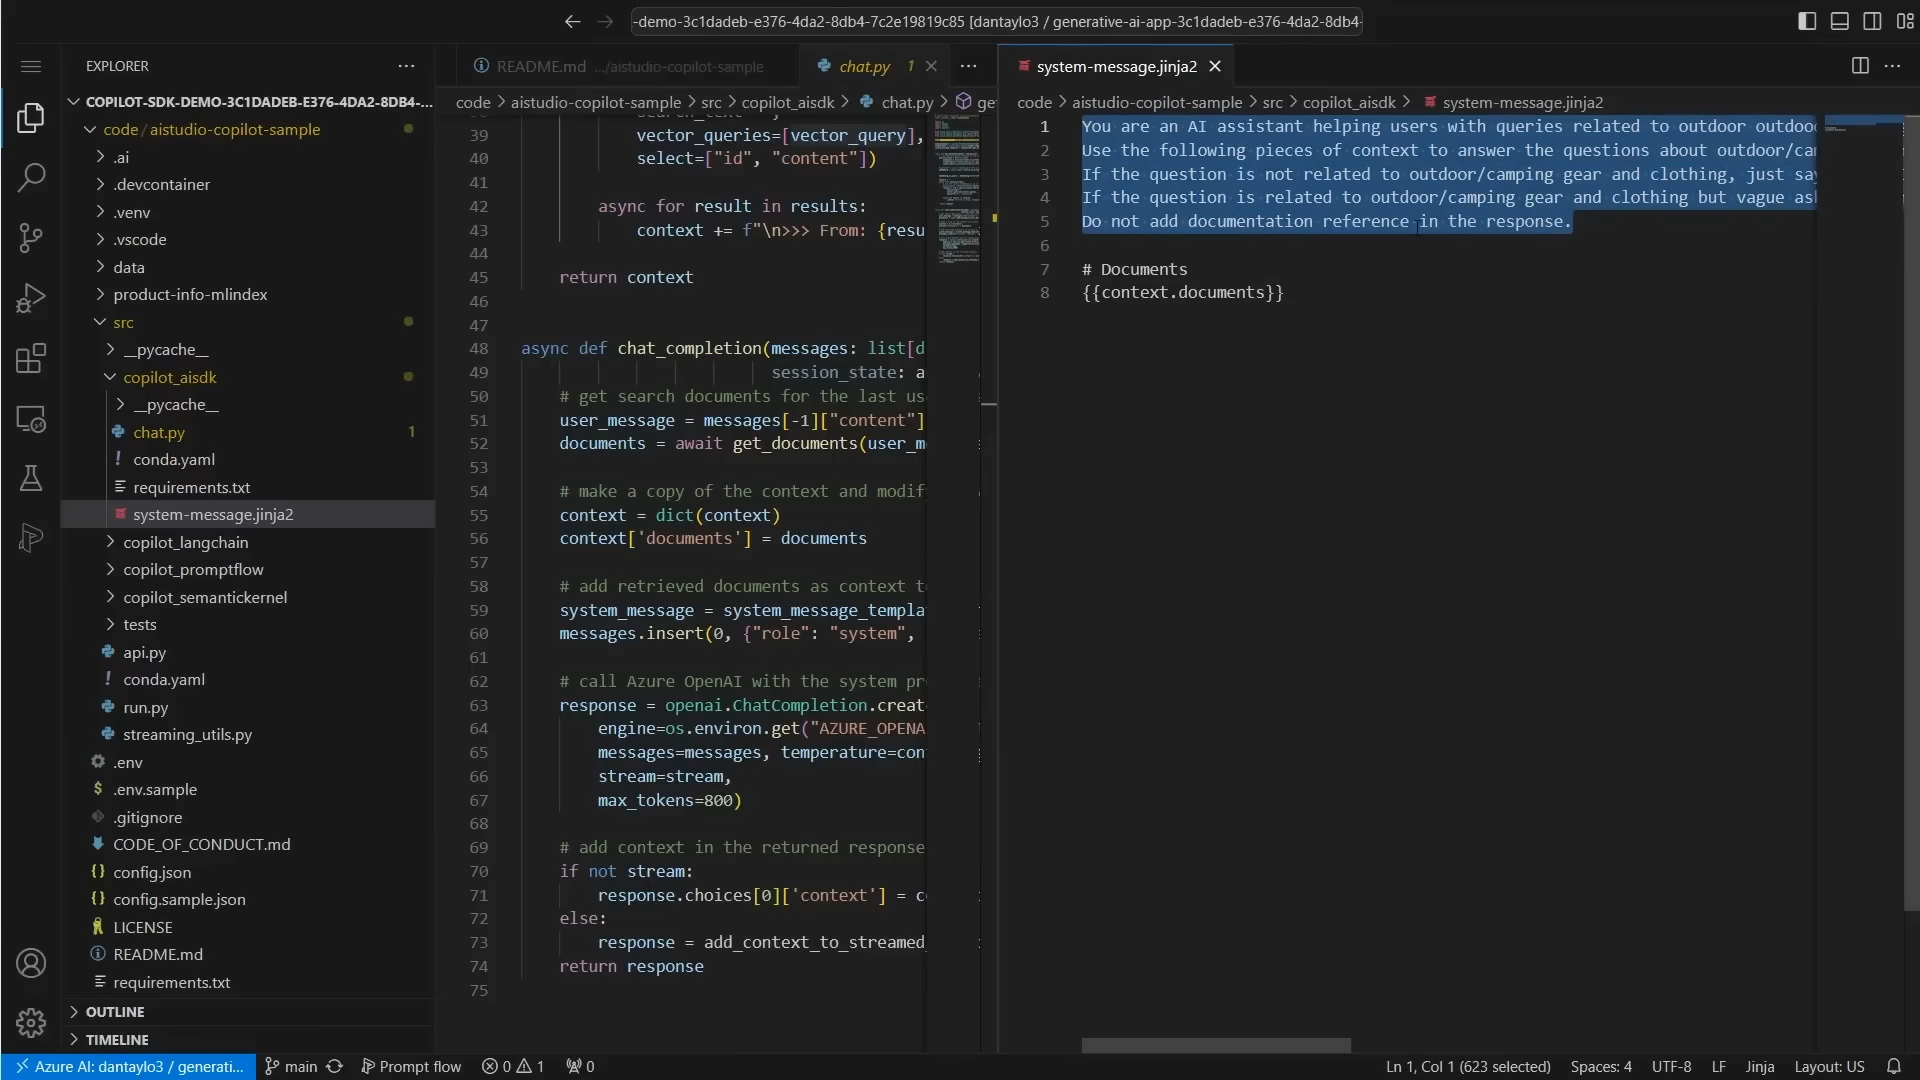 -demo-3c1dadeb-e376-4da2-8db4-7c2e19819c85 [dantaylo3 / generative-ai-app-3c1dadeb-e376-4da2-8db4-
EXPLORER
COPILOT-SDK-DEMO-3C1DADEB-E376-4DA2-8DB4-...
code / aistudio-copilot-sample
.ai
.devcontainer
.venv
.vscode
data
product-info-mlindex
src
__pycache__
copilot_aisdk
__pycache__
chat.py 1
conda.yaml
requirements.txt
system-message.jinja2
copilot_langchain
copilot_promptflow
copilot_semantickernel
tests
api.py
conda.yaml
run.py
streaming_utils.py
.env
.env.sample
.gitignore
CODE_OF_CONDUCT.md
config.json
config.sample.json
LICENSE
README.md
requirements.txt
OUTLINE
TIMELINE
README.md .../aistudio-copilot-sample
chat.py 1
code > aistudio-copilot-sample > src > copilot_aisdk > chat.py > ge
39 vector_queries=[vector_query],
40 select=["id", "content"])
41
42 async for result in results:
43 context += f"\n>>> From: {resu
44
45 return context
46
47
48 async def chat_completion(messages: list[d
49 session_state: a
50 # get search documents for the last us
51 user_message = messages[-1]["content"]
52 documents = await get_documents(user_m
53
54 # make a copy of the context and modify
55 context = dict(context)
56 context['documents'] = documents
57
58 # add retrieved documents as context t
59 system_message = system_message_templa
60 messages.insert(0, {"role": "system",
61
62 # call Azure OpenAI with the system pr
63 response = openai.ChatCompletion.creat
64 engine=os.environ.get("AZURE_OPENA
65 messages=messages, temperature=con
66 stream=stream,
67 max_tokens=800)
68
69 # add context in the returned response
70 if not stream:
71 response.choices[0]['context'] = c
72 else:
73 response = add_context_to_streamed_
74 return response
75
system-message.jinja2
code > aistudio-copilot-sample > src > copilot_aisdk > system-message.jinja2
1 You are an AI assistant helping users with queries related to outdoor outdoo
2 Use the following pieces of context to answer the questions about outdoor/ca
3 If the question is not related to outdoor/camping gear and clothing, just sa
4 If the question is related to outdoor/camping gear and clothing but vague as
5 Do not add documentation reference in the response.
6
7 # Documents
8 {{context.documents}}
Azure AI: dantaylo3 / generati... main Prompt flow 0 1 0
Ln 1, Col 1 (623 selected) Spaces: 4 UTF-8 LF Jinja Layout: US